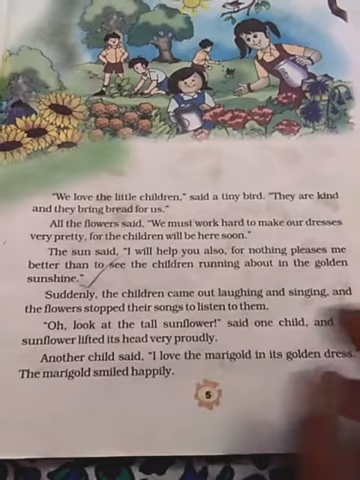 "We love the little children," said a tiny bird. "They are kind
and they bring bread for us."
All the flowers said, "We must work hard to make our dresses
very pretty, for the children will be here soon."
The sun said, "I will help you also, for nothing pleases me
better than to see the children running about in the golden
sunshine."
Suddenly, the children came out laughing and singing, and
the flowers stopped their songs to listen to them.
"Oh, look at the tall sunflower!" said one child, and
sunflower lifted its head very proudly.
Another child said, "I love the marigold in its golden dress.
The marigold smiled happily.
5